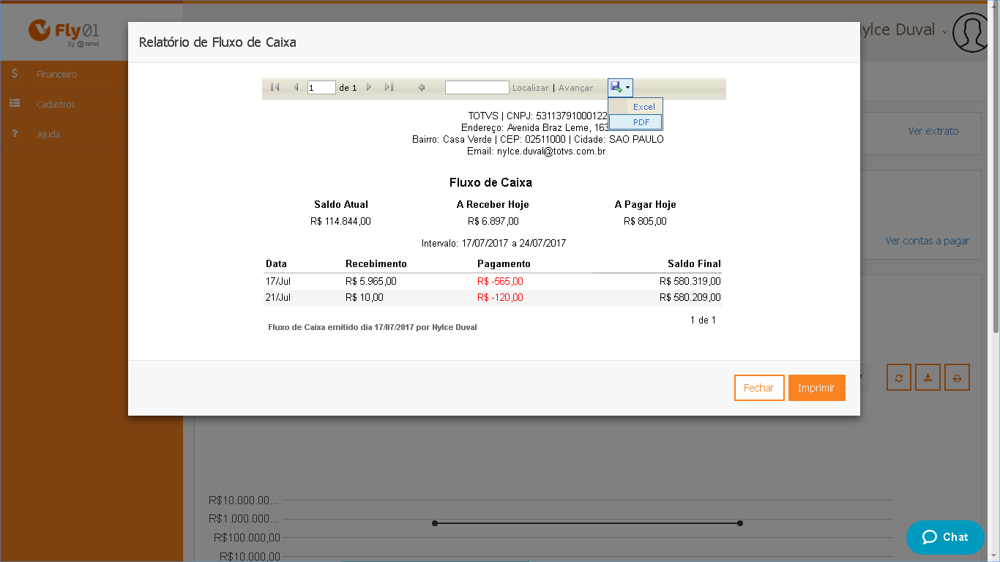 Fly01
by TOTVS
ylce Duval
Financeiro
Cadastros
Ajuda
Relatório de Fluxo de Caixa
1 de 1 Localizar | Avançar
Excel
PDF
TOTVS | CNPJ: 53113791000122
Endereço: Avenida Braz Leme, 163
Bairro: Casa Verde | CEP: 02511000 | Cidade: SAO PAULO
Email: nylce.duval@totvs.com.br
Fluxo de Caixa
Saldo Atual A Receber Hoje A Pagar Hoje
R$ 114.844,00 R$ 6.897,00 R$ 805,00
Intervalo: 17/07/2017 a 24/07/2017
Data Recebimento Pagamento Saldo Final
17/Jul R$ 5.965,00 R$ -565,00 R$ 580.319,00
21/Jul R$ 10,00 R$ -120,00 R$ 580.209,00
1 de 1
Fluxo de Caixa emitido dia 17/07/2017 por Nylce Duval
Fechar Imprimir
Ver extrato
Ver contas a pagar
R$10.000.00...
R$1.000.000...
R$100.000,00
R$10.000,00
Chat